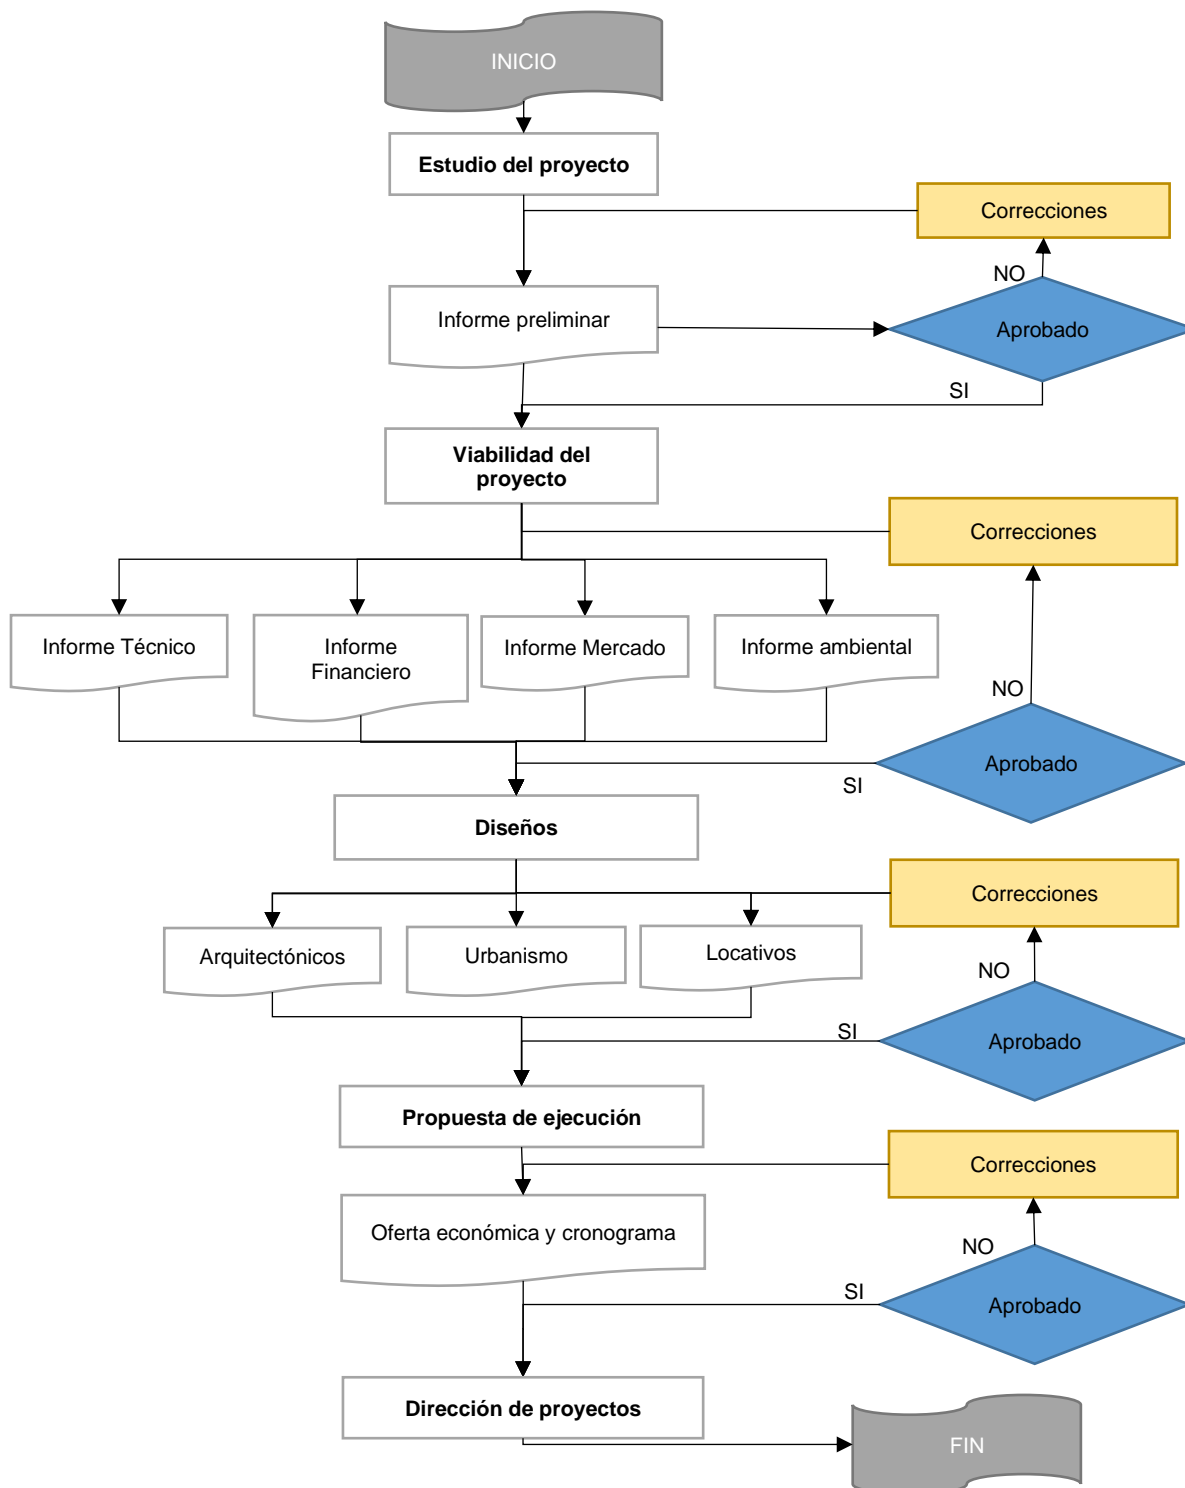 INICIO
Estudio del proyecto
Correcciones
NO
Informe preliminar
Aprobado
SI
Viabilidad del
proyecto
Correcciones
Informe Técnico
Informe
Financiero
Informe Mercado
Informe ambiental
NO
Aprobado
SI
Diseños
Correcciones
Arquitectónicos
Urbanismo
Locativos
NO
SI
Aprobado
Propuesta de ejecución
Correcciones
Oferta económica y cronograma
NO
SI
Aprobado
Dirección de proyectos
FIN